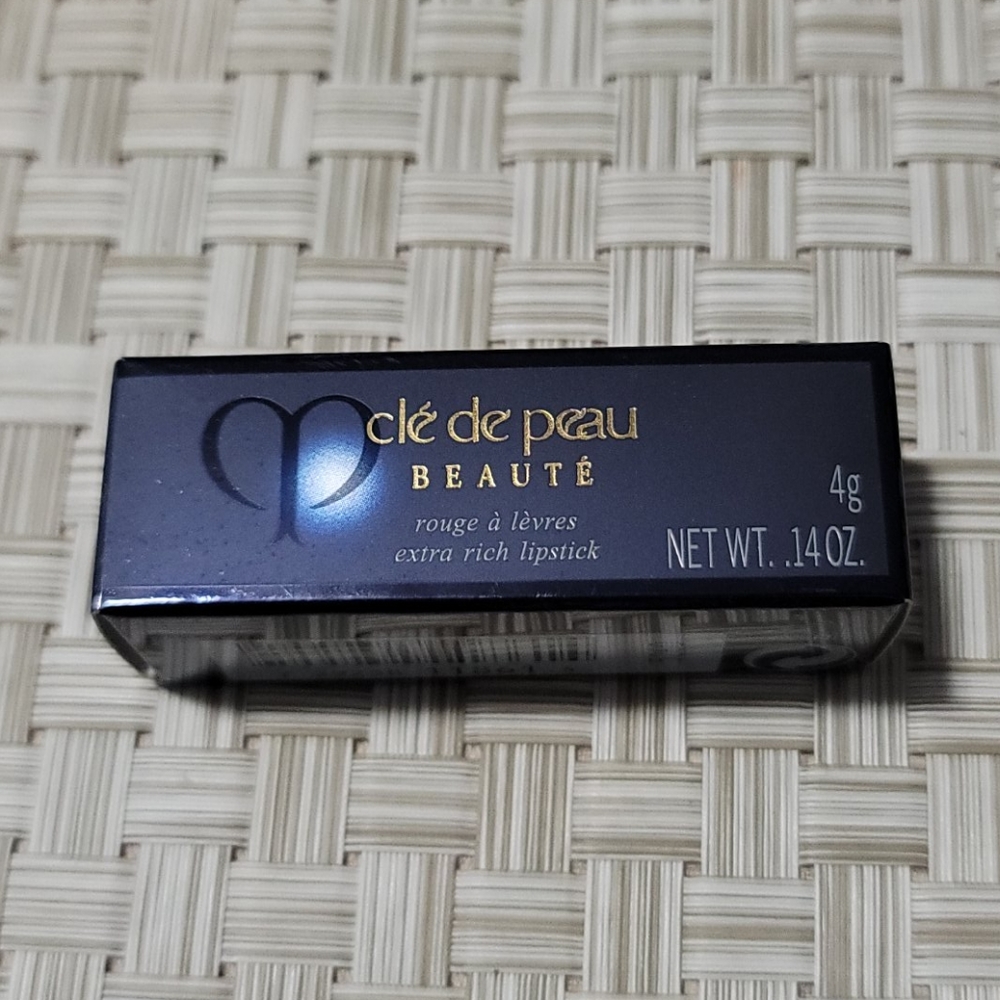 clé de peau
BEAUTÉ
rouge à lèvres
extra rich lipstick
4g
NET WT. .14 OZ.